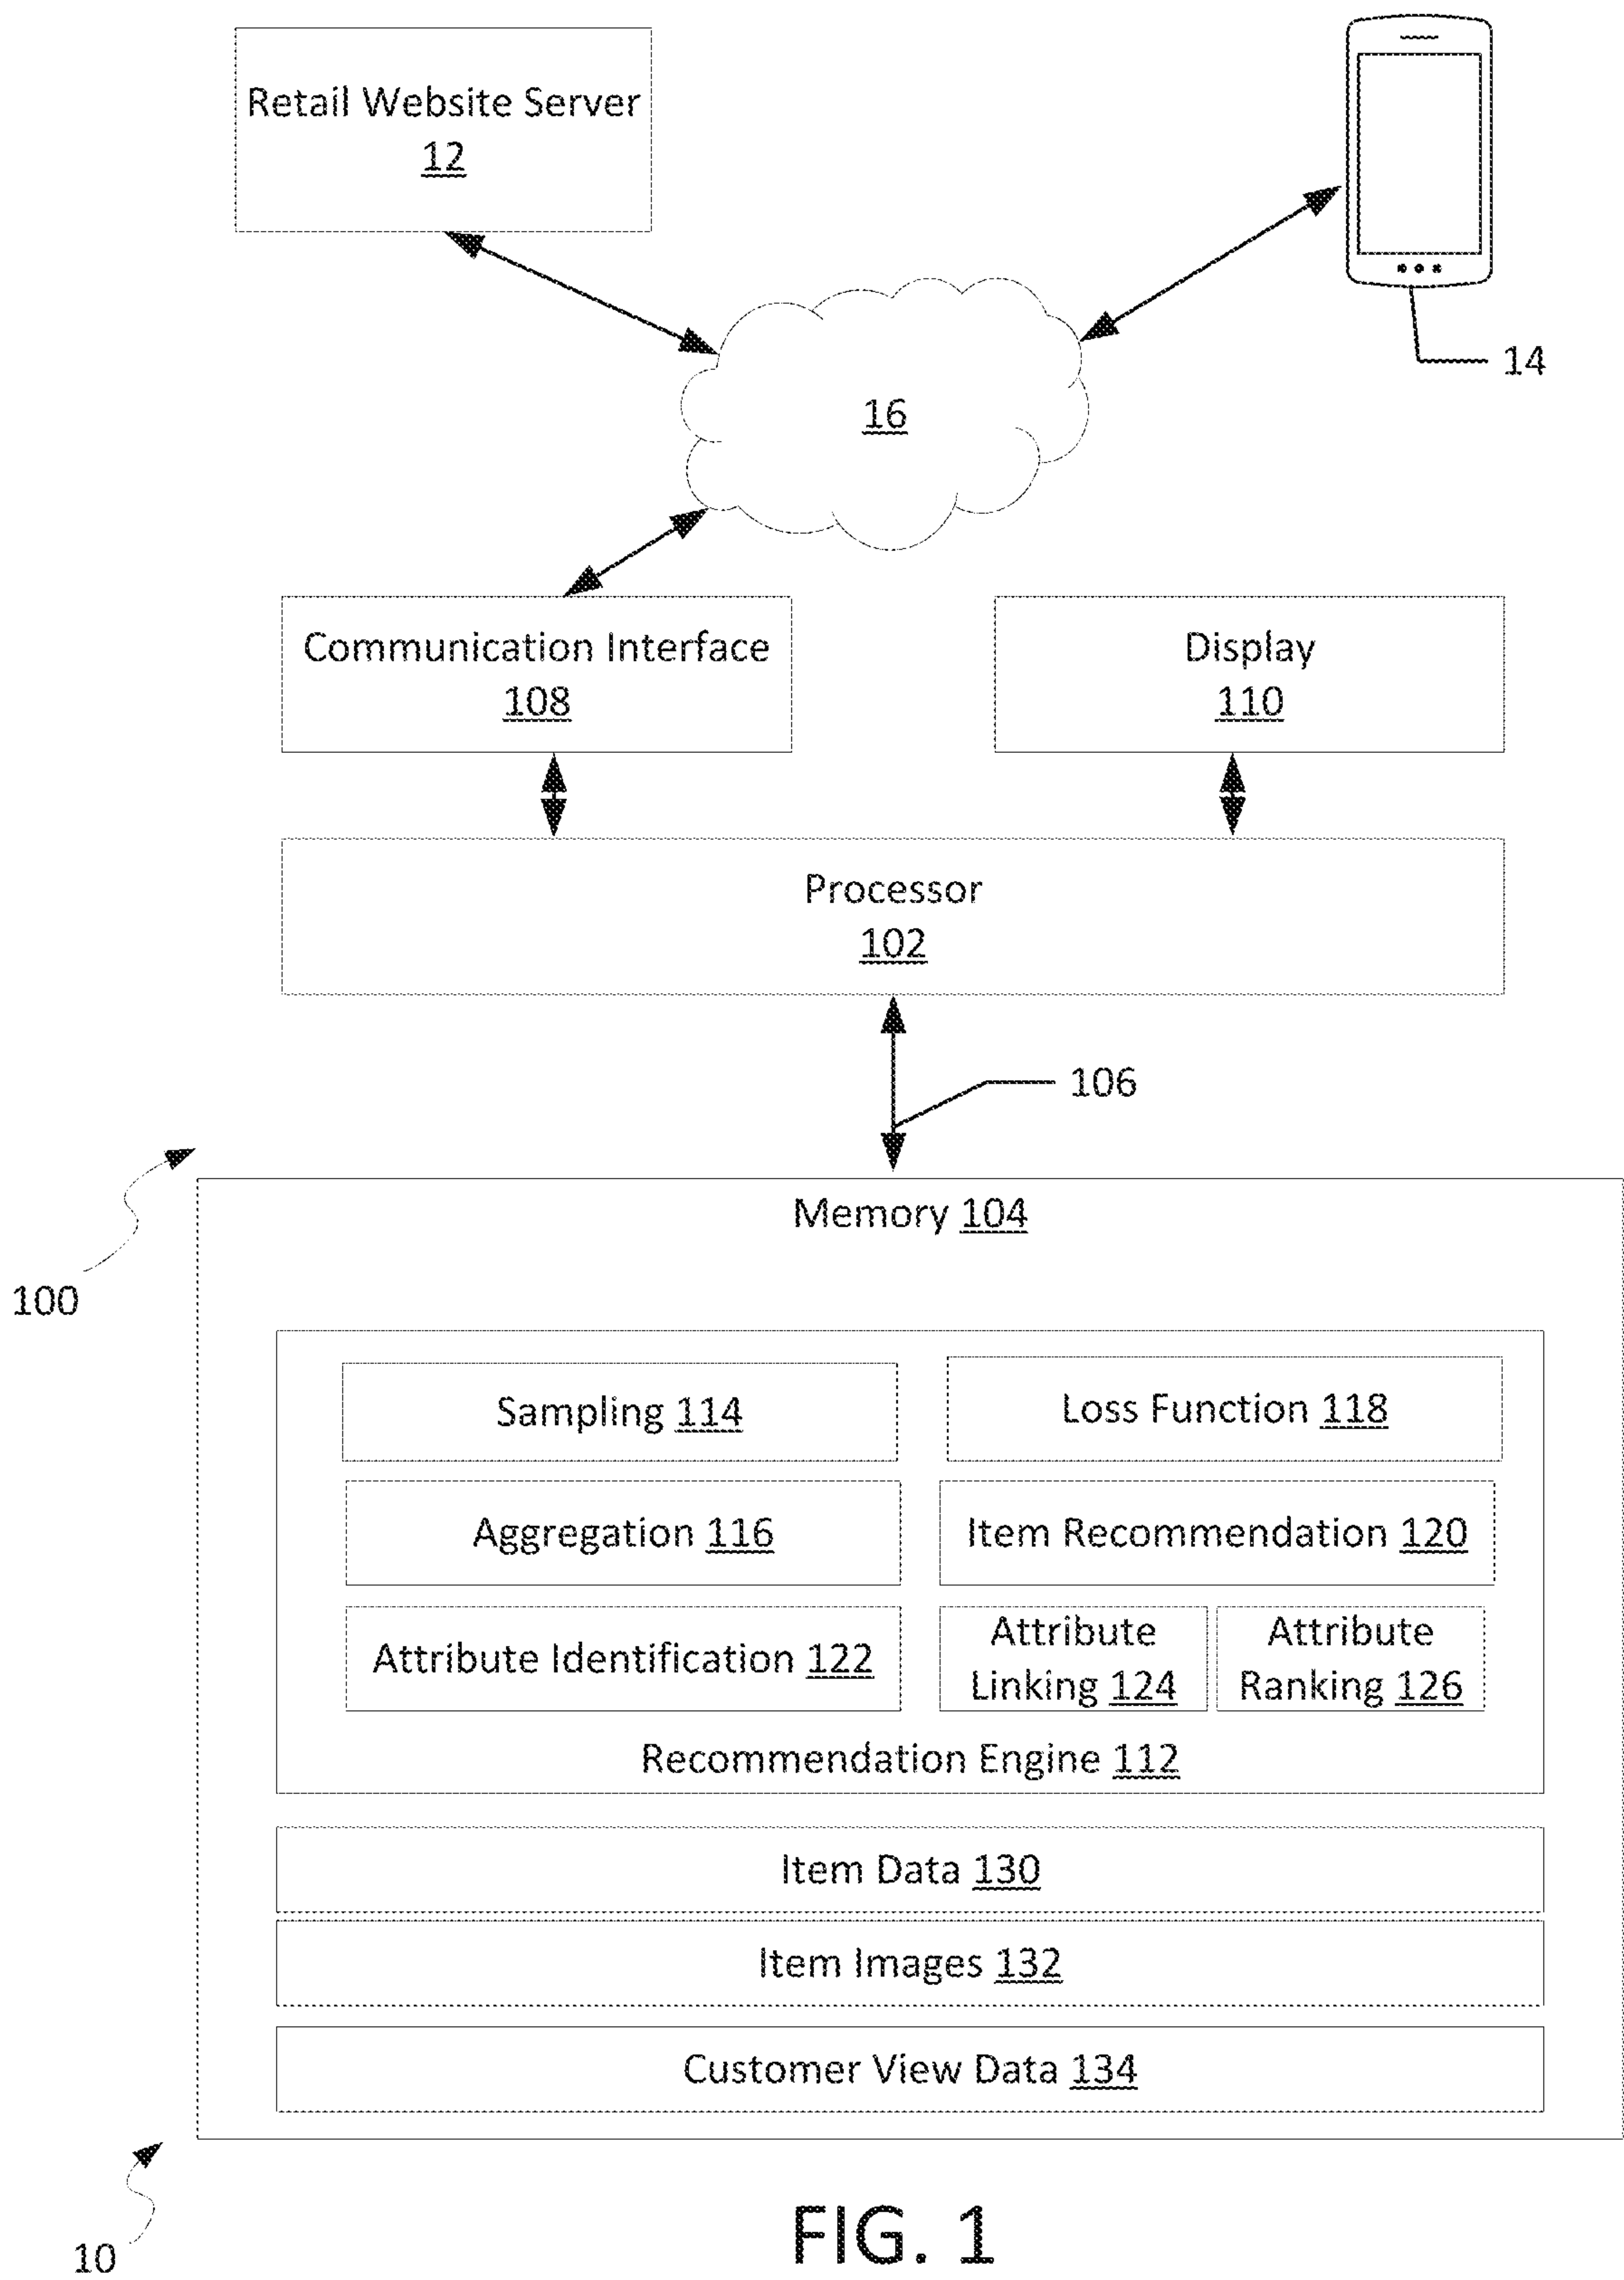 Retail Website Server
12
14
16
Communication Interface
108
Display
110
Processor
102
106
100
Memory 104
Sampling 114
Loss Function 118
Aggregation 116
Item Recommendation 120
Attribute Identification 122
Attribute
Linking 124
Attribute
Ranking 126
Recommendation Engine 112
Item Data 130
Item Images 132
Customer View Data 134
10
FIG. 1